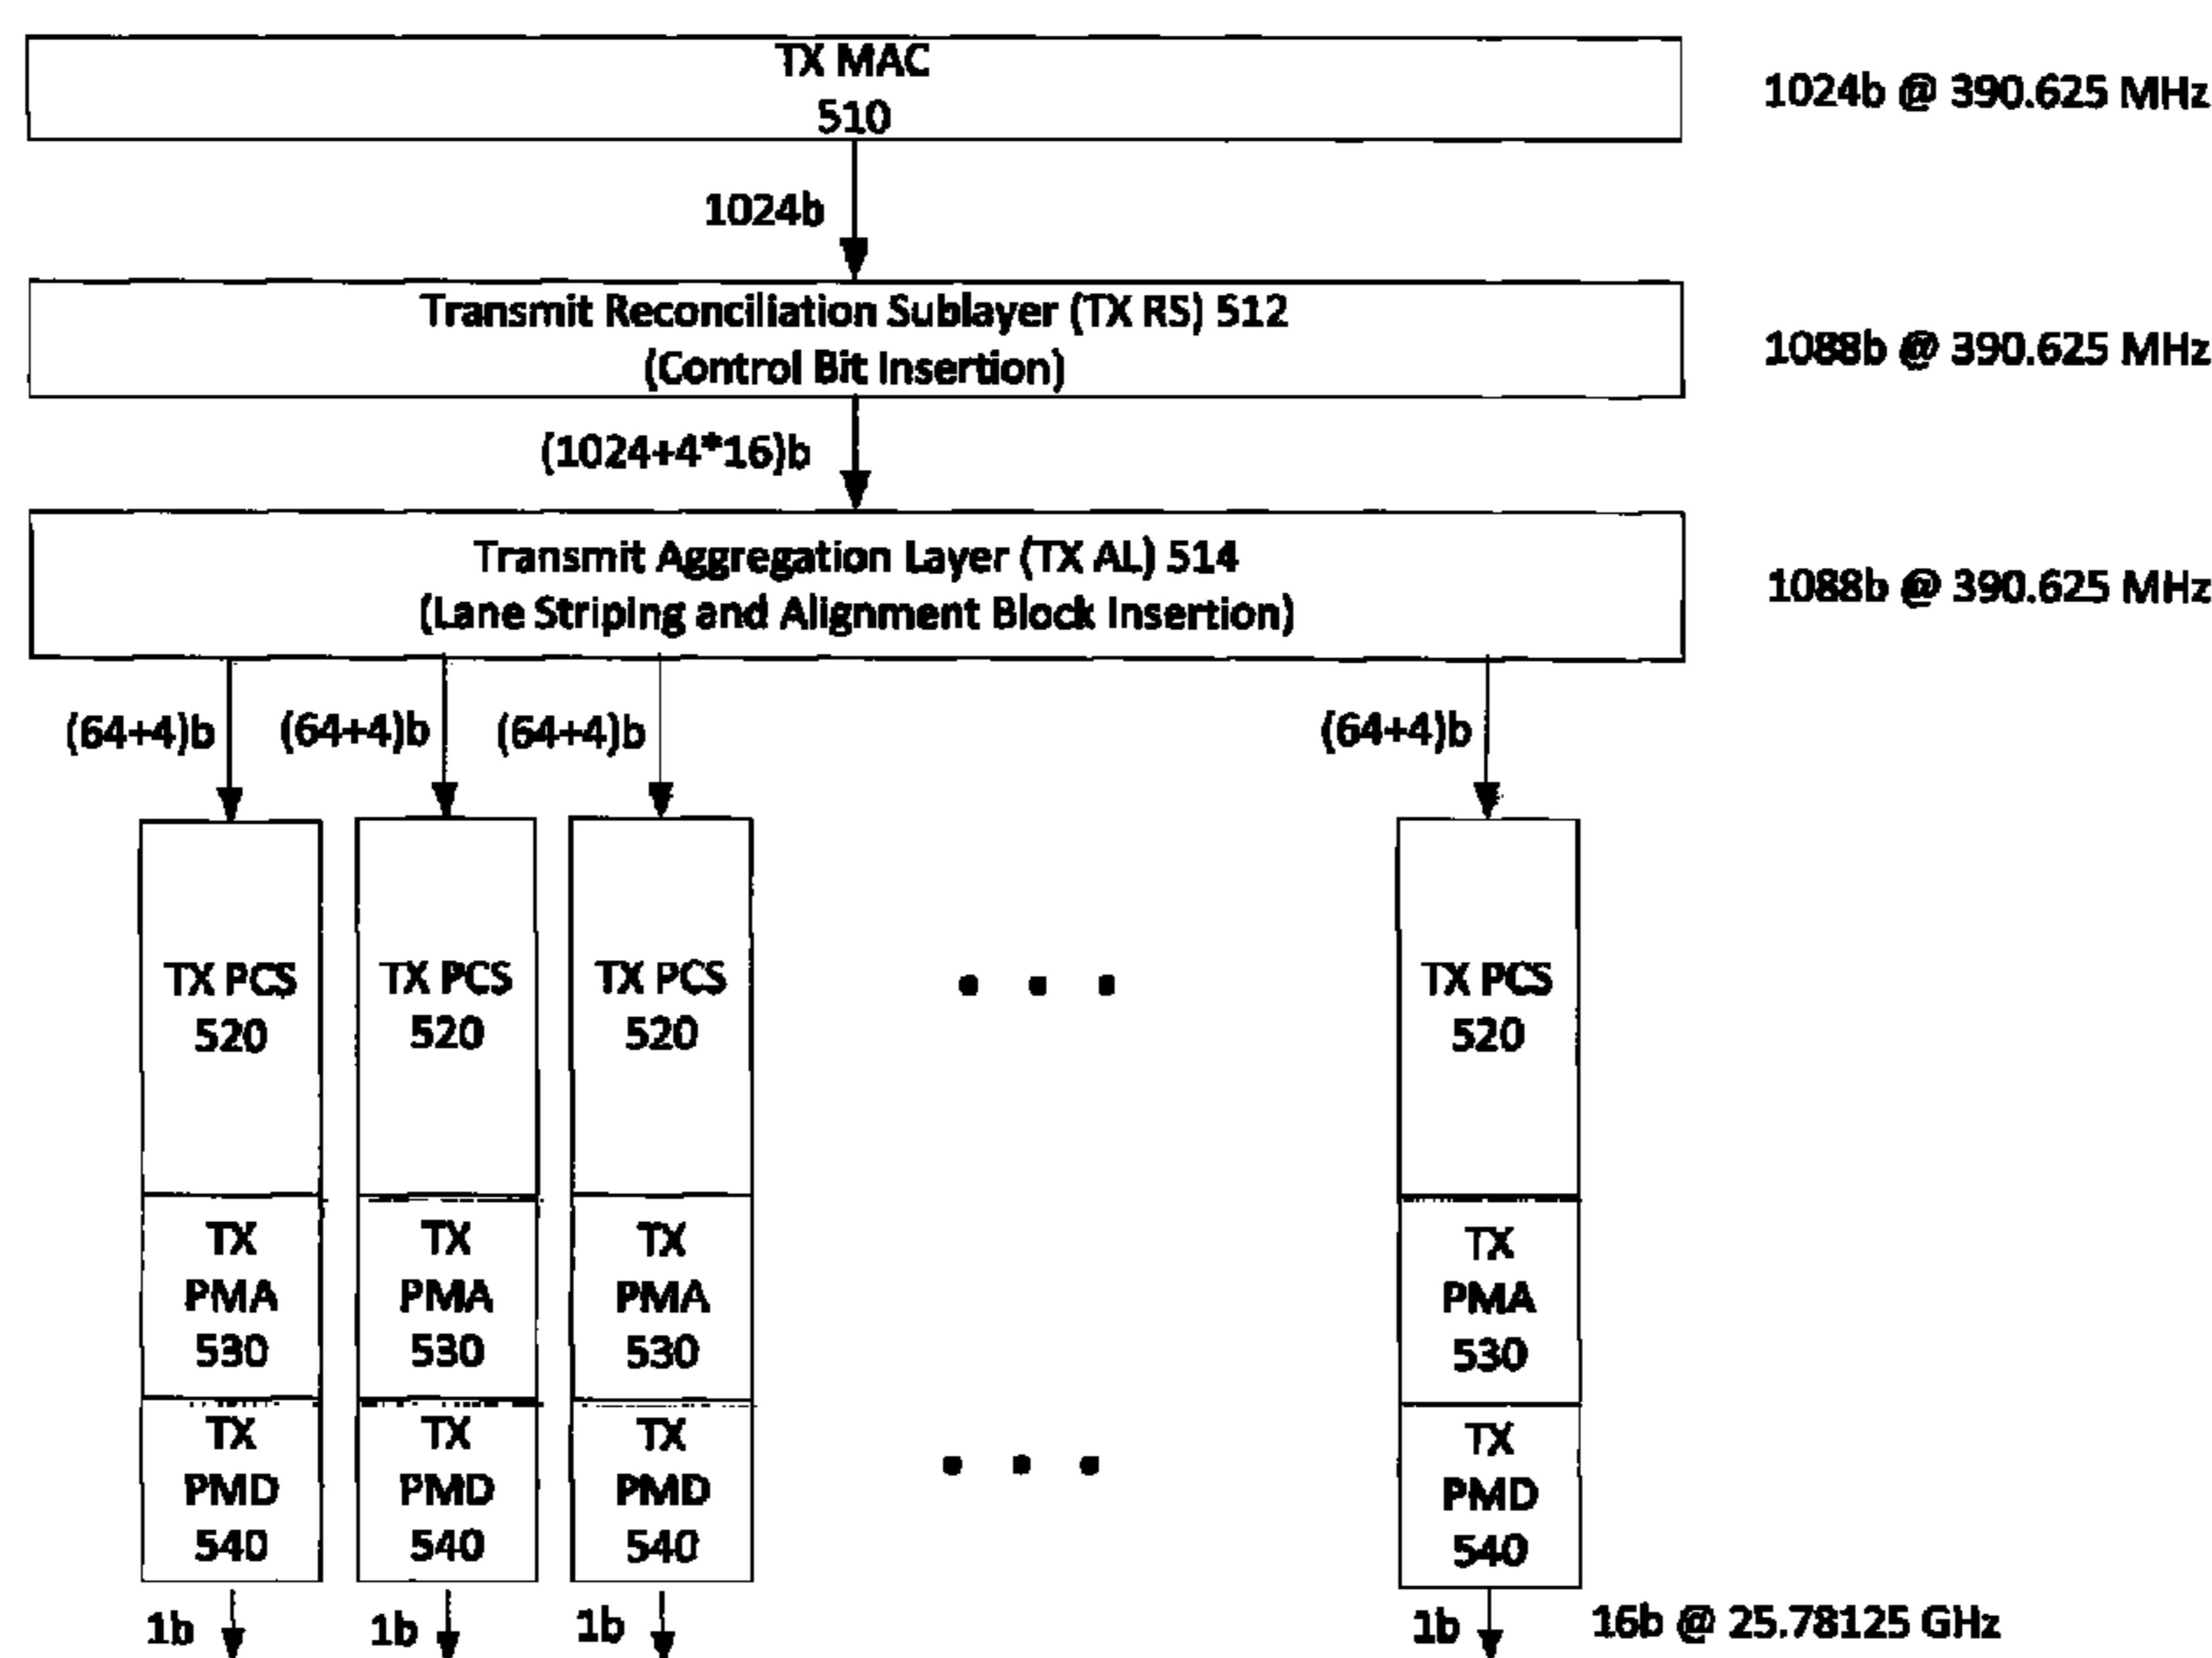 TX MAC
510
1024b @ 390.625 MHz
1024b
Transmit Reconciliation Sublayer (TX RS) 512
(Control Bit Insertion)
1088b @ 390.625 MHz
(1024+4*16)b
Transmit Aggregation Layer (TX AL) 514
(Lane Striping and Alignment Block Insertion)
1088b @ 390.625 MHz
(64+4)b
(64+4)b
(64+4)b
(64+4)b
TX PCS
520
TX PCS
520
TX PCS
520
TX PCS
520
TX
PMA
530
TX
PMA
530
TX
PMA
530
TX
PMA
530
TX
PMD
540
TX
PMD
540
TX
PMD
540
TX
PMD
540
1b
1b
1b
1b
16b @ 25.78125 GHz